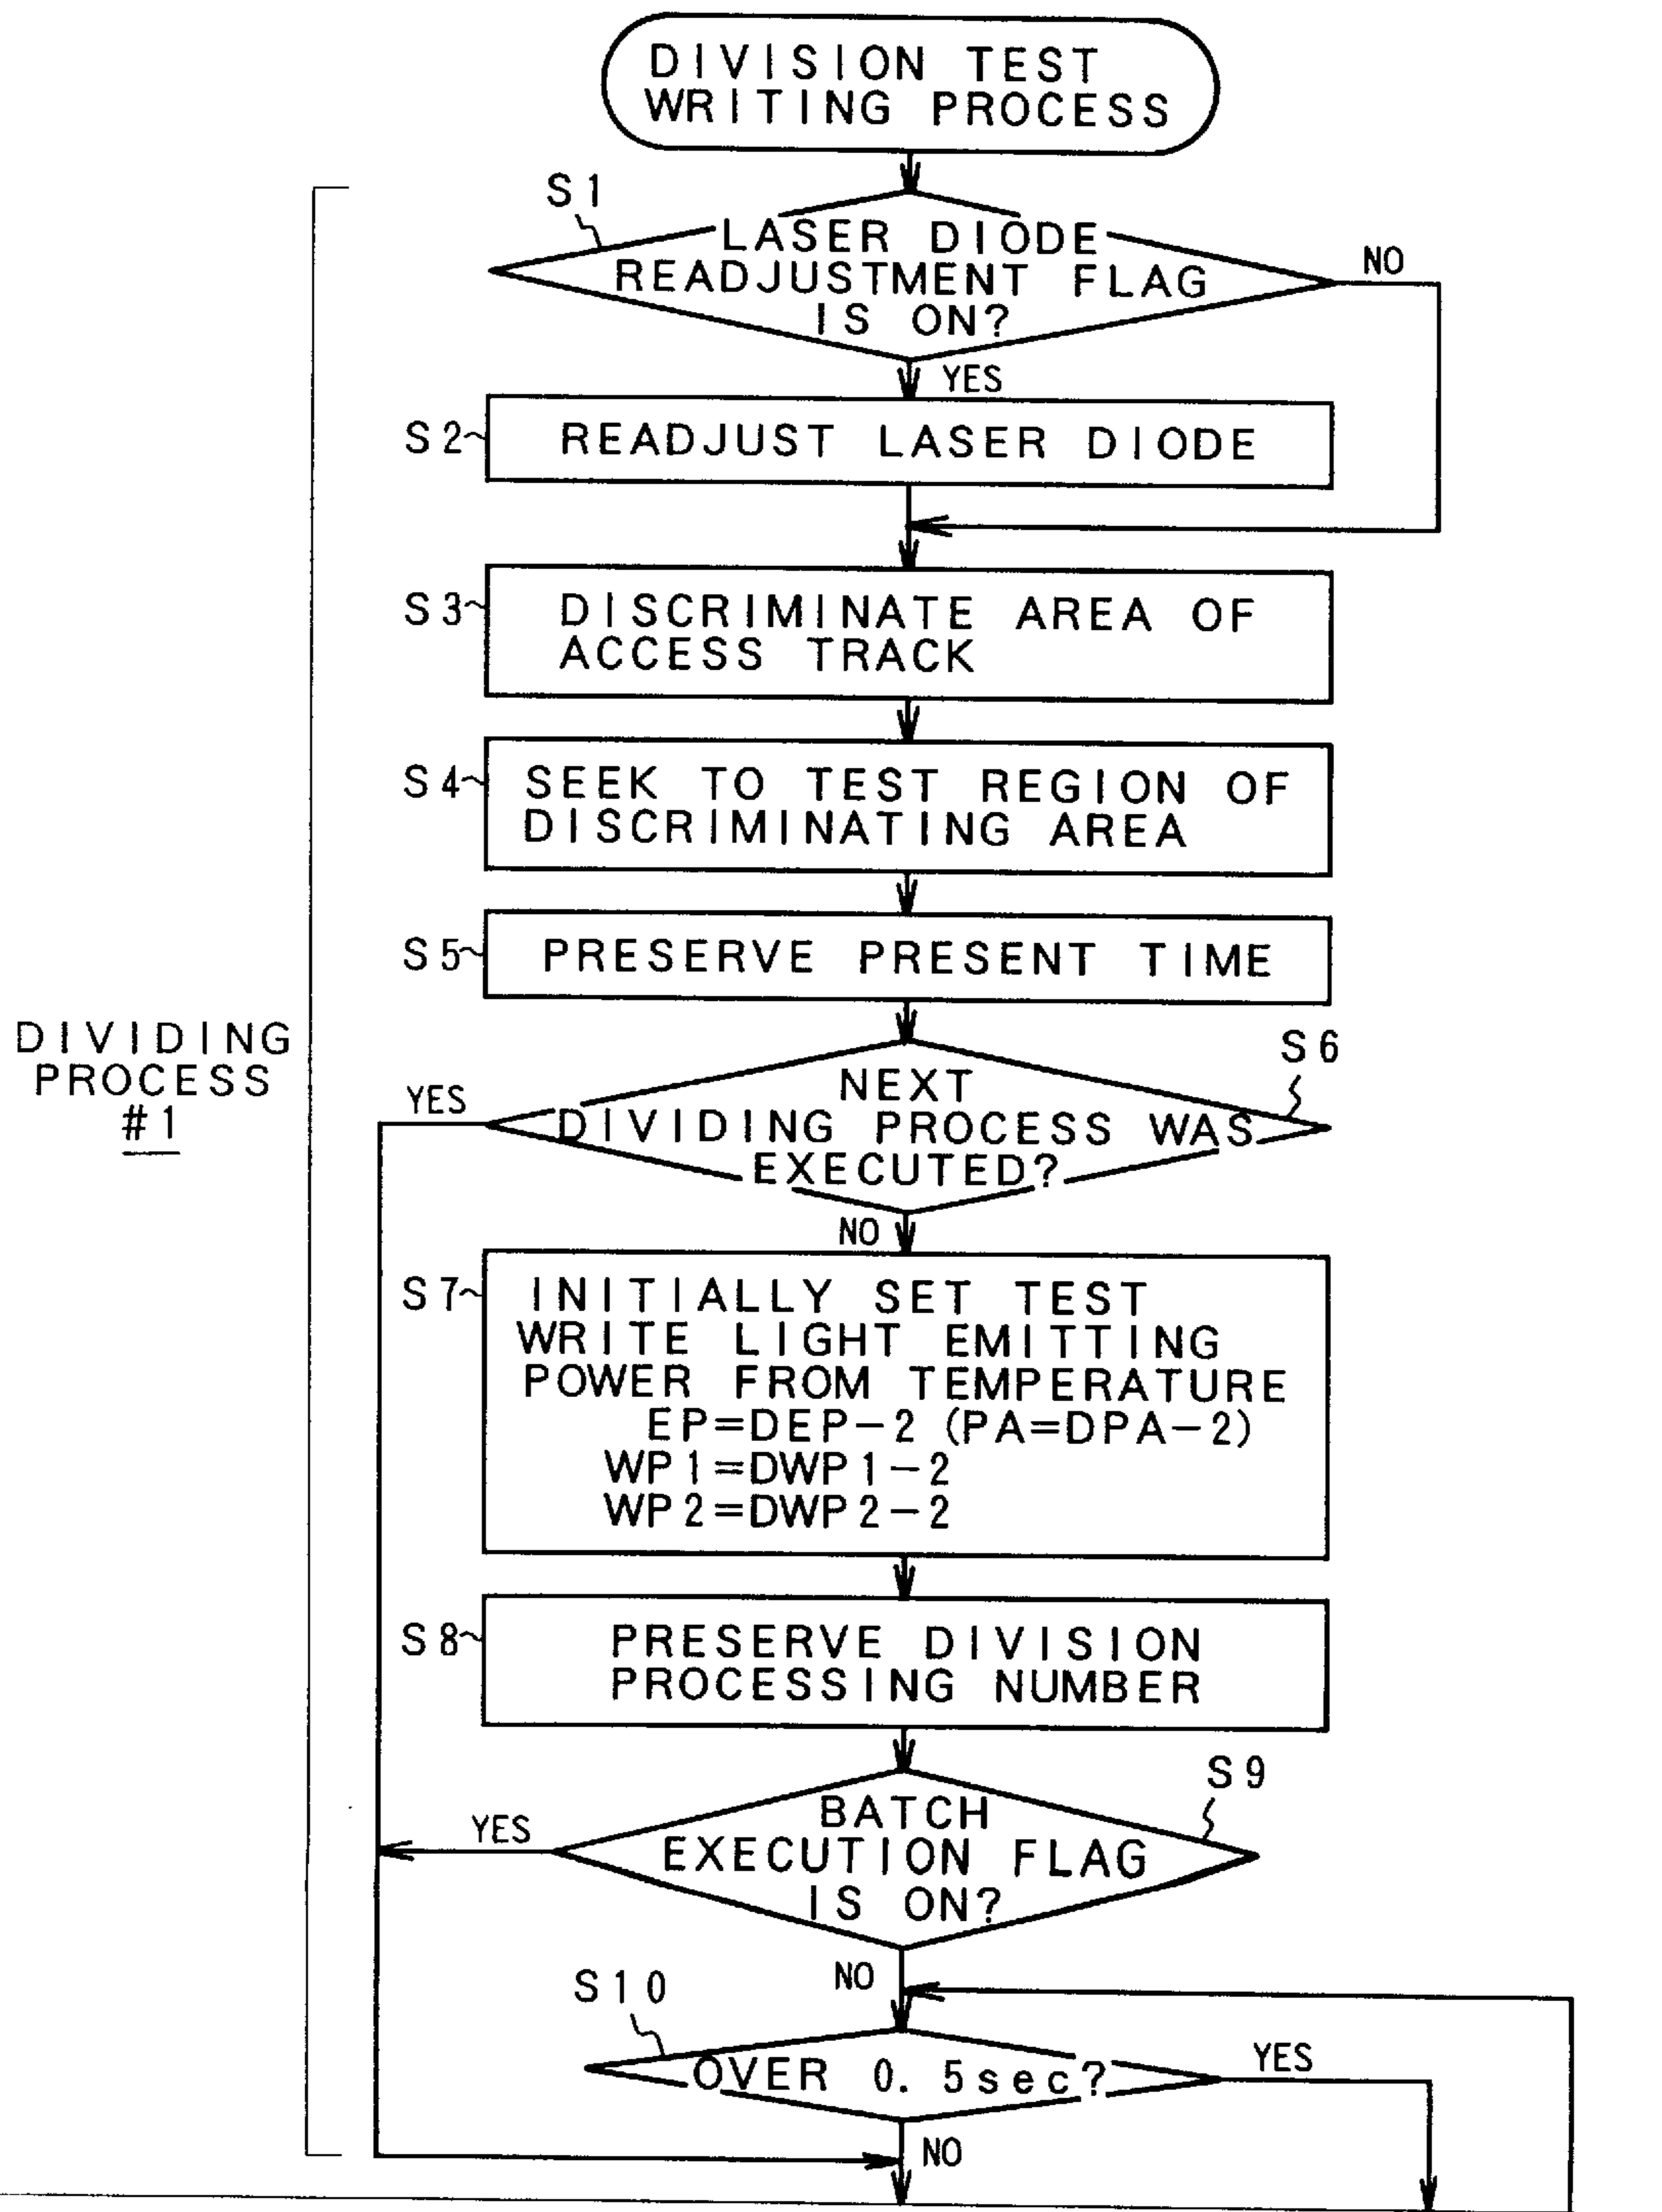 DIVISION TEST
WRITING PROCESS
S1
LASER DIODE
READJUSTMENT FLAG
IS ON?
NO
YES
S2
READJUST LASER DIODE
S3
DISCRIMINATE AREA OF
ACCESS TRACK
S4
SEEK TO TEST REGION OF
DISCRIMINATING AREA
S5
PRESERVE PRESENT TIME
DIVIDING
PROCESS
#1
S6
NEXT
DIVIDING PROCESS WAS
EXECUTED?
YES
NO
S7
INITIALLY SET TEST
WRITE LIGHT EMITTING
POWER FROM TEMPERATURE
EP=DEP-2 (PA=DPA-2)
WP1=DWP1-2
WP2=DWP2-2
S8
PRESERVE DIVISION
PROCESSING NUMBER
S9
BATCH
EXECUTION FLAG
IS ON?
YES
NO
S10
OVER 0.5sec?
YES
NO